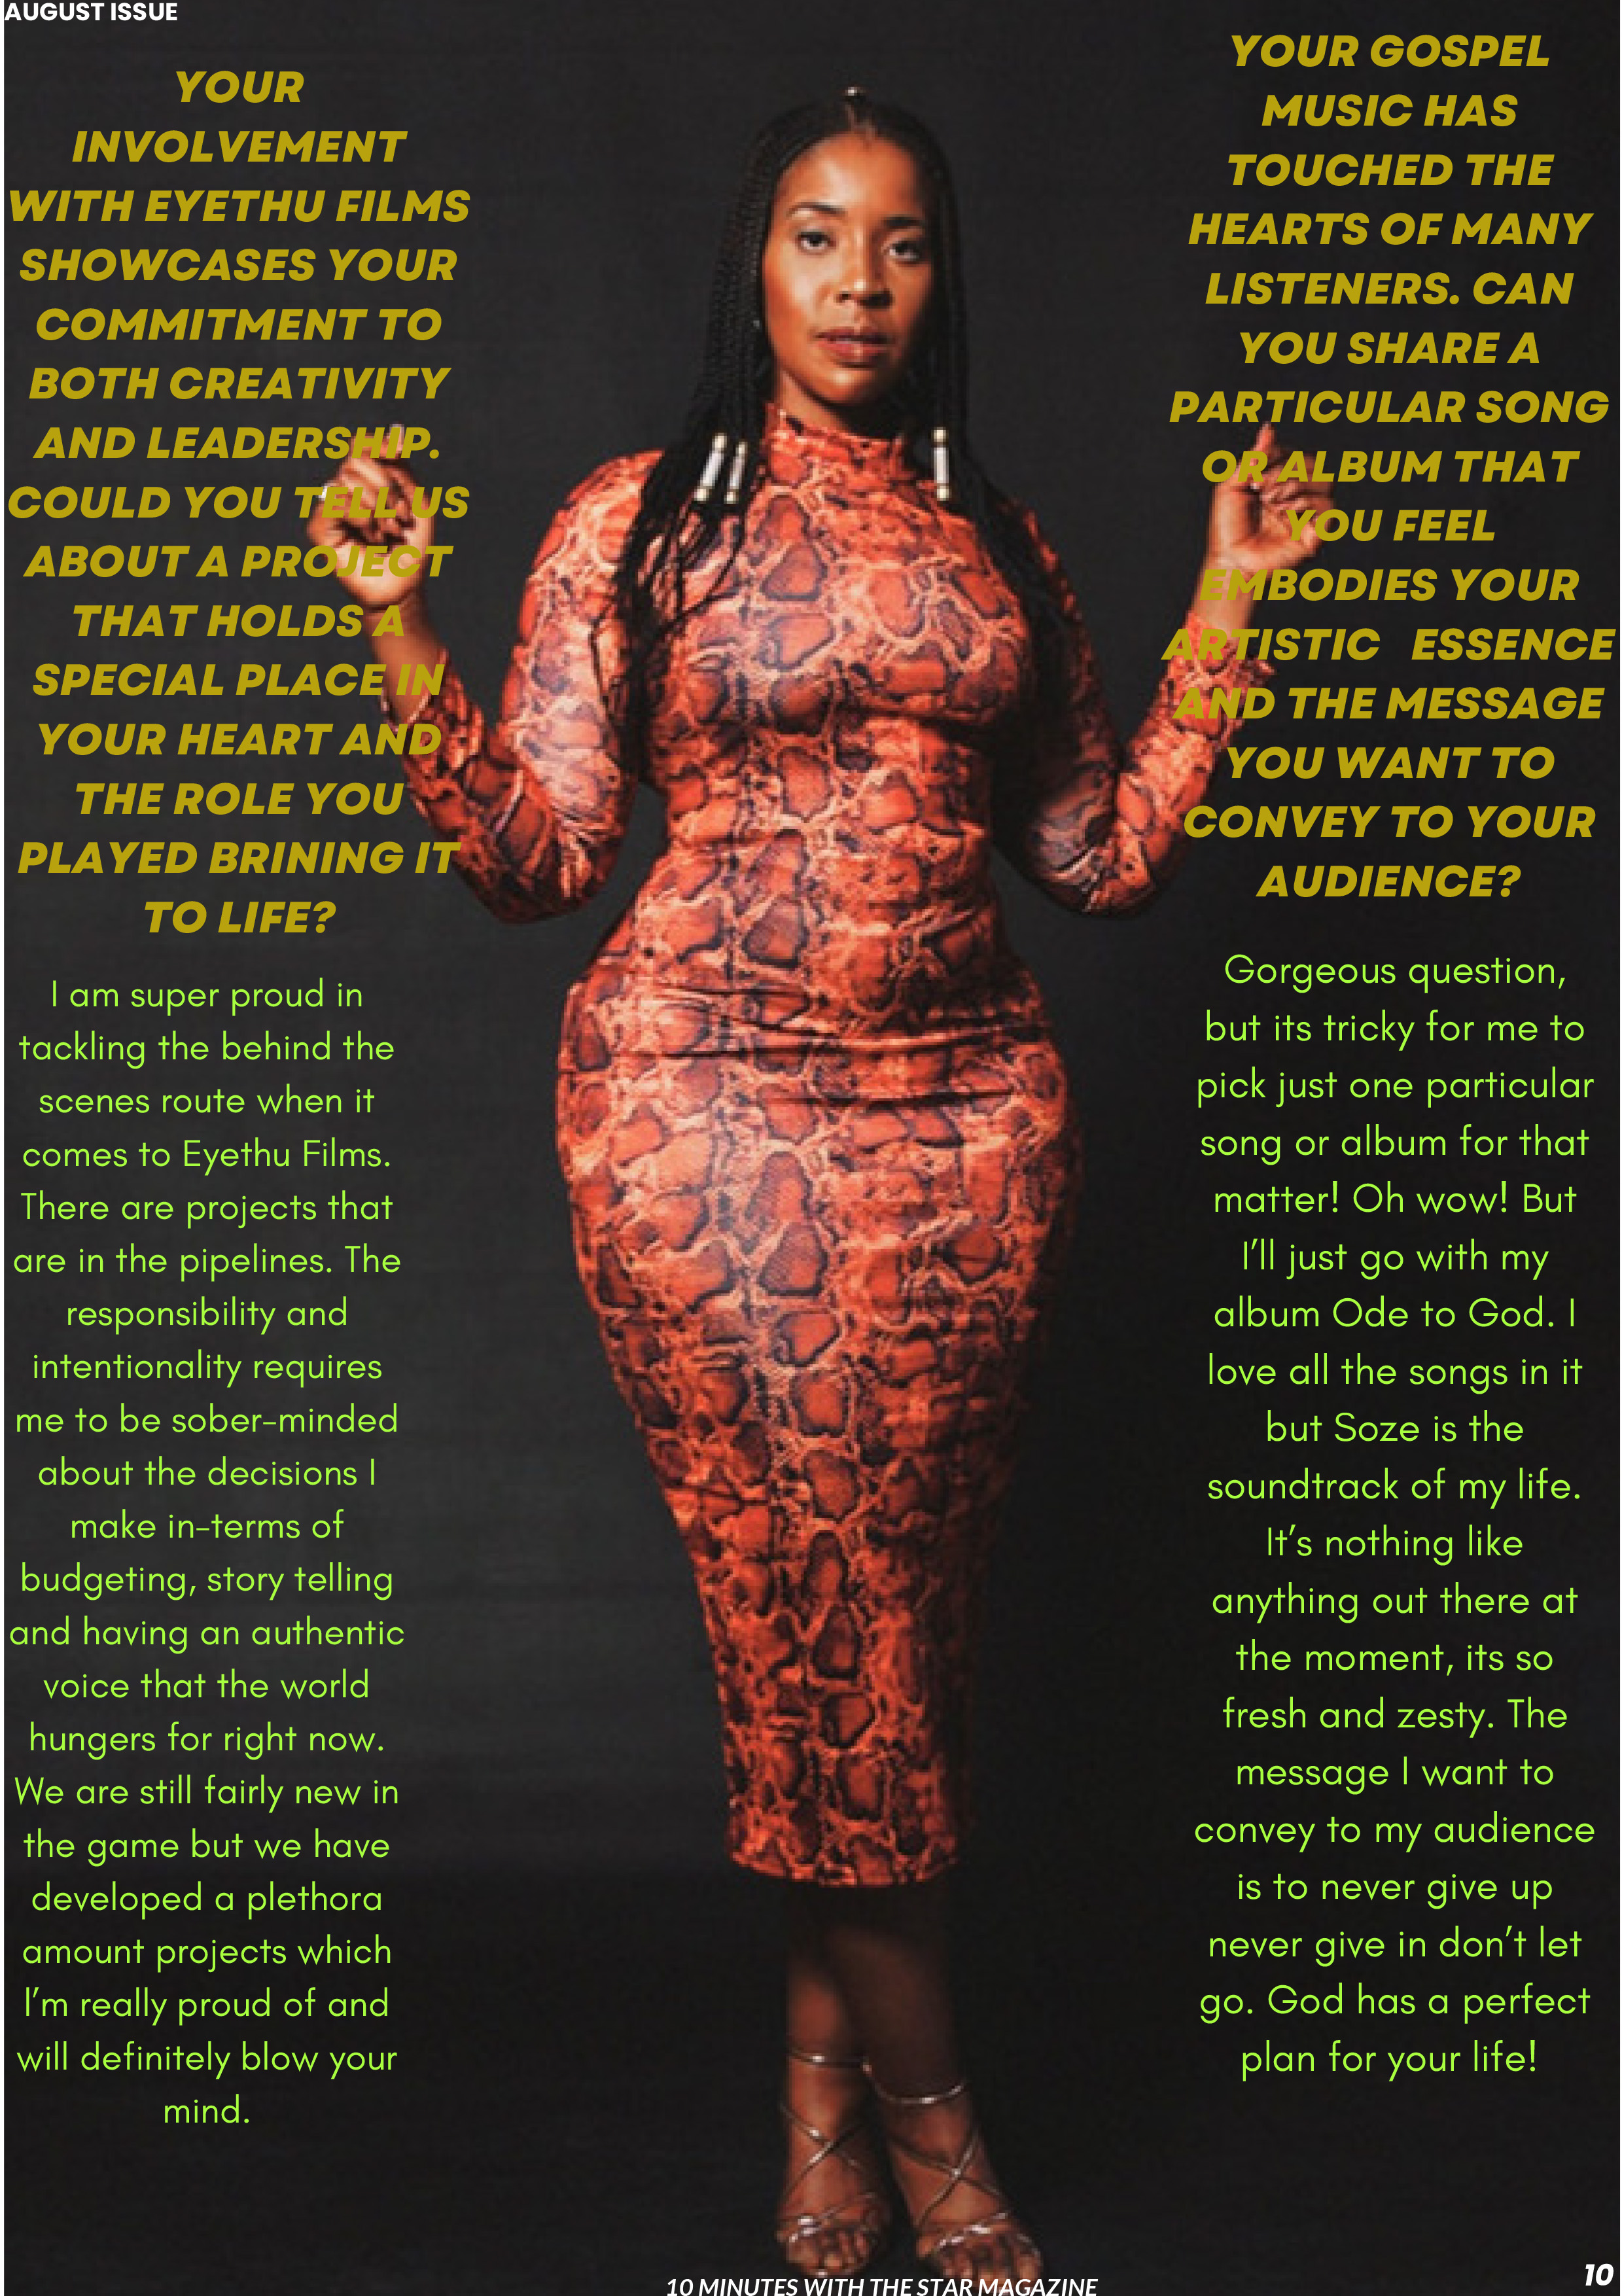 AUGUST ISSUE
YOUR
INVOLVEMENT
WITH EYETHU FILMS
SHOWCASES YOUR
COMMITMENT TO
BOTH CREATIVITY
AND LEADERSHIP.
COULD YOU TELL US
ABOUT A PROJECT
THAT HOLDS A
SPECIAL PLACE IN
YOUR HEART AND
THE ROLE YOU
PLAYED BRINING IT
TO LIFE?
I am super proud in
tackling the behind the
scenes route when it
comes to Eyethu Films.
There are projects that
are in the pipelines. The
responsibility and
intentionality requires
me to be sober-minded
about the decisions I
make in-terms of
budgeting, story telling
and having an authentic
voice that the world
hungers for right now.
We are still fairly new in
the game but we have
developed a plethora
amount projects which
I'm really proud of and
will definitely blow your
mind.
YOUR GOSPEL
MUSIC HAS
TOUCHED THE
HEARTS OF MANY
LISTENERS. CAN
YOU SHARE A
PARTICULAR SONG
OR ALBUM THAT
YOU FEEL
EMBODIES YOUR
ARTISTIC ESSENCE
AND THE MESSAGE
YOU WANT TO
CONVEY TO YOUR
AUDIENCE?
Gorgeous question,
but its tricky for me to
pick just one particular
song or album for that
matter! Oh wow! But
I'll just go with my
album Ode to God. I
love all the songs in it
but Soze is the
soundtrack of my life.
It's nothing like
anything out there at
the moment, its so
fresh and zesty. The
message I want to
convey to my audience
is to never give up
never give in don't let
go. God has a perfect
plan for your life!
10 MINUTES WITH THE STAR MAGAZINE
10